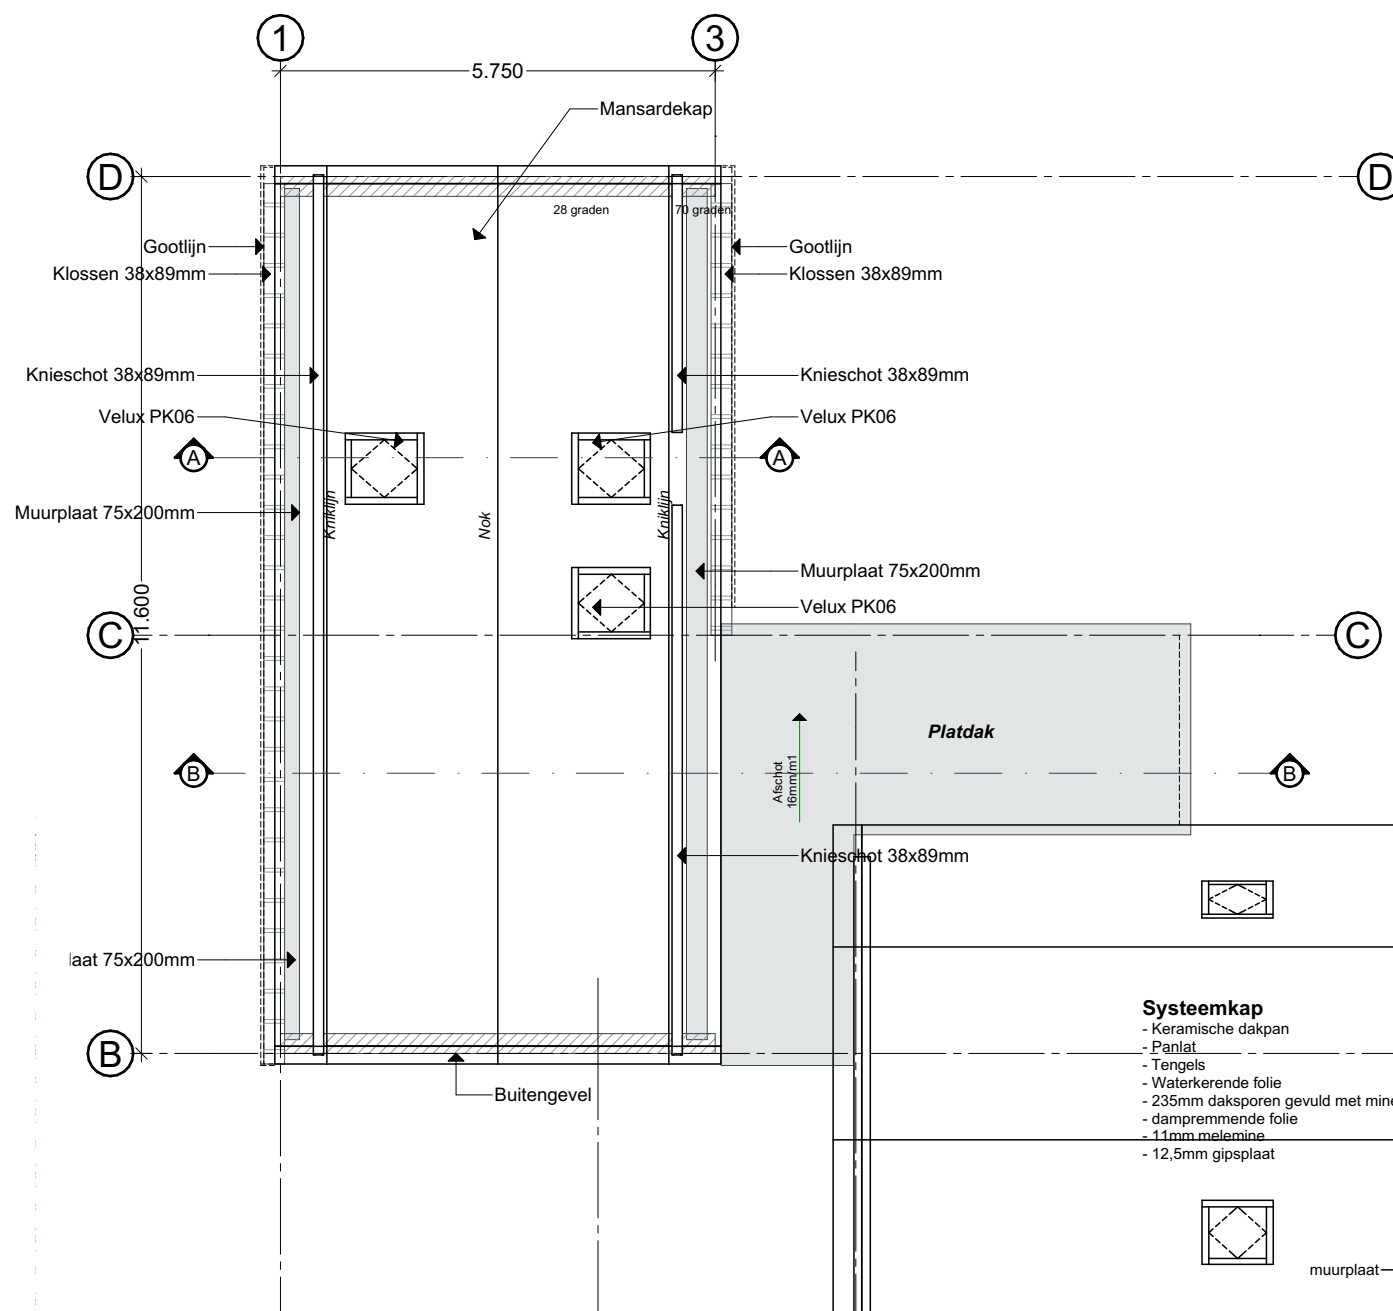 1
3
5.750
Mansardekap
D
D
28 graden
70 graden
Gootlijn
Gootlijn
Klossen 38x89mm
Klossen 38x89mm
Knieschot 38x89mm
Knieschot 38x89mm
Velux PK06
Velux PK06
A
A
Kniklijn
Nok
Kniklijn
Muurplaat 75x200mm
Muurplaat 75x200mm
11.600
Velux PK06
C
C
Platdak
Afschot
16mm/m1
B
B
Knieschot 38x89mm
laat 75x200mm
Systeemkap
- Keramische dakpan
- Panlat
- Tengels
- Waterkerende folie
- 235mm daksporen gevuld met mine
- dampremmende folie
- 11mm melemine
- 12,5mm gipsplaat
B
Buitengevel
muurplaat